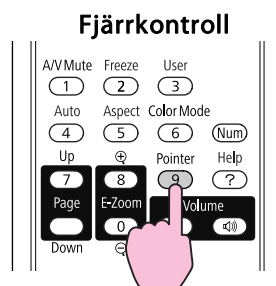 Fjärrkontroll
A/V Mute Freeze User
1 2 3
Auto Aspect Color Mode
4 5 6 Num
Up Pointer Help
7 8 9 ?
Page E-Zoom Volume
0
Down